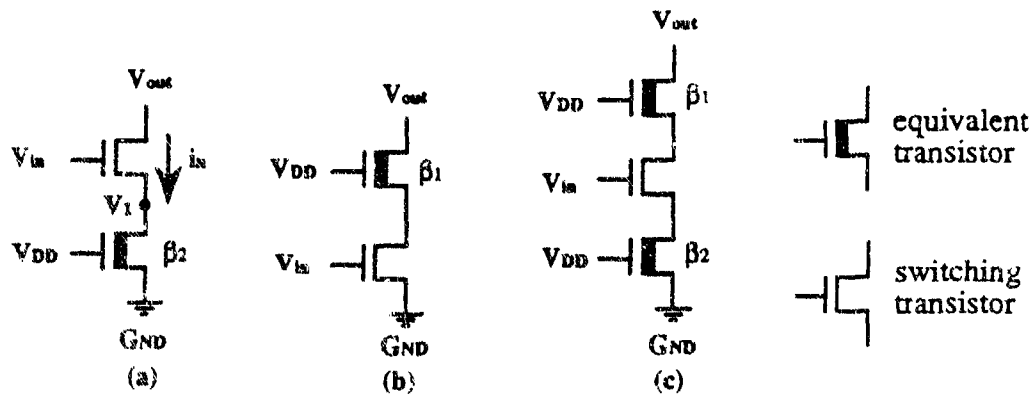 Vout
Vin
iN
V1
VDD
β2
GND
(a)
Vout
VDD
β1
Vin
GND
(b)
Vout
VDD
β1
Vin
VDD
β2
GND
(c)
equivalent
transistor
switching
transistor